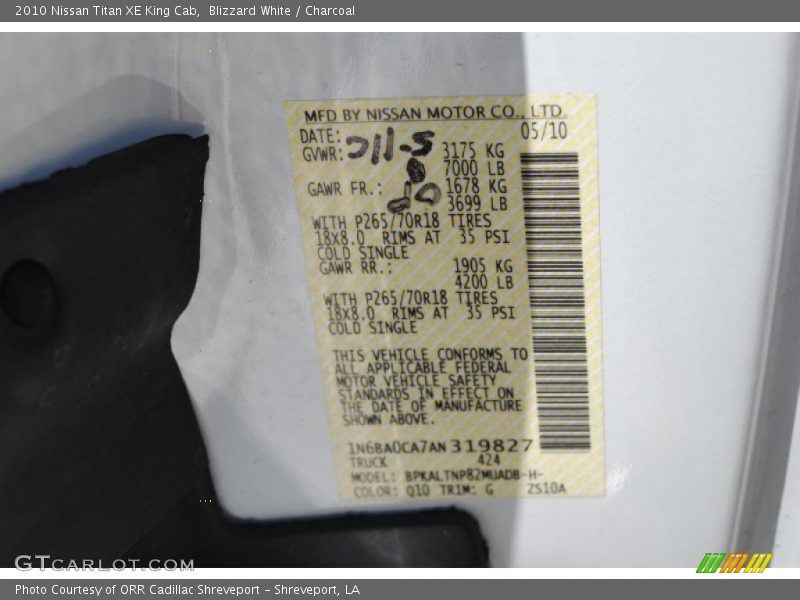 2010 Nissan Titan XE King Cab,  Blizzard White / Charcoal
MFD BY NISSAN MOTOR CO., LTD.
DATE: 05/10
GVWR: 3175 KG
7000 LB
GAWR FR.: 1678 KG
3699 LB
WITH P265/70R18 TIRES
18X8.0 RIMS AT 35 PSI
COLD SINGLE
GAWR RR.: 1905 KG
4200 LB
WITH P265/70R18 TIRES
18X8.0 RIMS AT 35 PSI
COLD SINGLE
THIS VEHICLE CONFORMS TO
ALL APPLICABLE FEDERAL
MOTOR VEHICLE SAFETY
STANDARDS IN EFFECT ON
THE DATE OF MANUFACTURE
SHOWN ABOVE.
1N6BA0CA7AN319827
TRUCK 424
MODEL: BPKALTNP82MUADB-H-
COLOR: Q10 TRIM: G ZS10A
GTCARLOT.COM
Photo Courtesy of ORR Cadillac Shreveport – Shreveport, LA